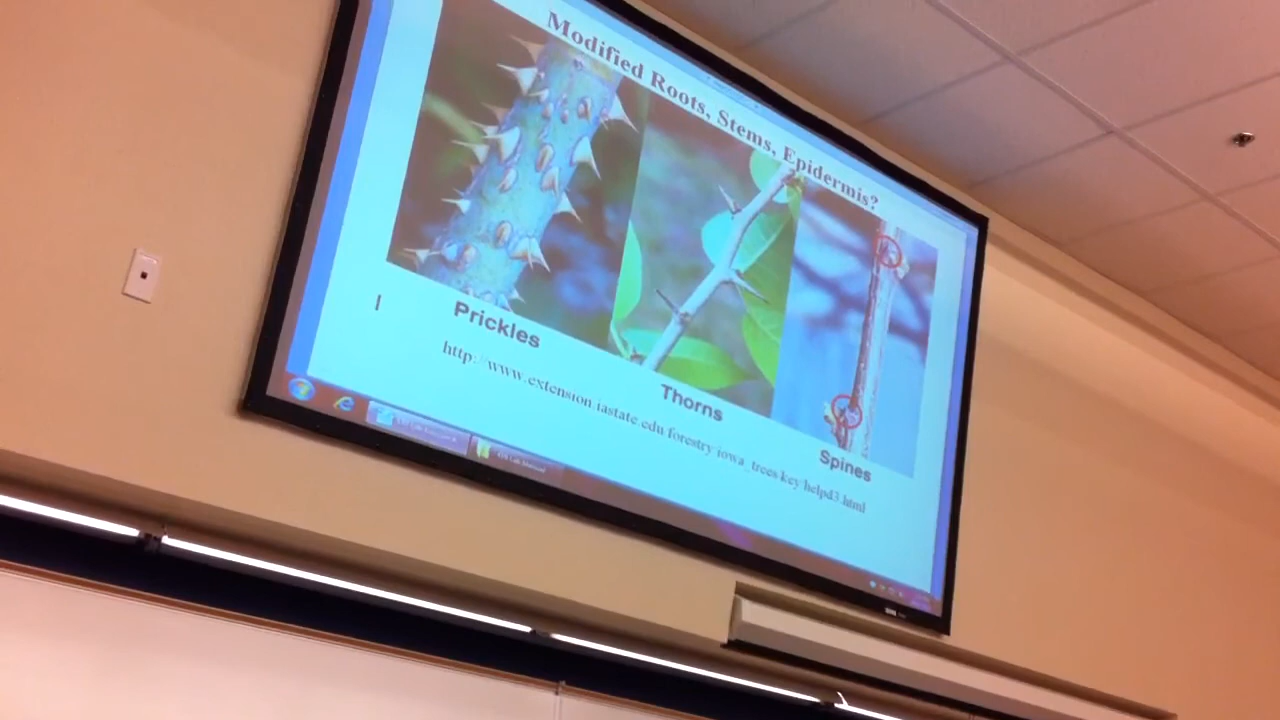 Modified Roots, Stems, Epidermis?
Prickles
Thorns
Spines
http://www.extension.iastate.edu/forestry/iowa_trees/key/helpd3.html